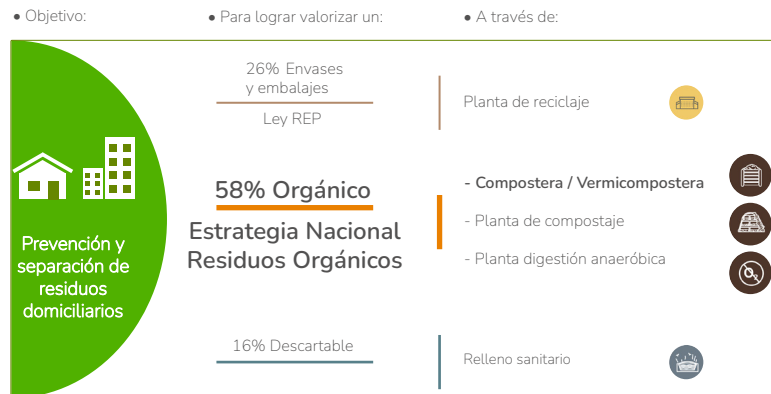 • Objetivo:
• Para lograr valorizar un:
• A través de:
Prevención y
separación de
residuos
domiciliarios
26% Envases
y embalajes
Ley REP
Planta de reciclaje
58% Orgánico
Estrategia Nacional
Residuos Orgánicos
- Compostera / Vermicompostera
- Planta de compostaje
- Planta digestión anaeróbica
O₂
16% Descartable
Relleno sanitario